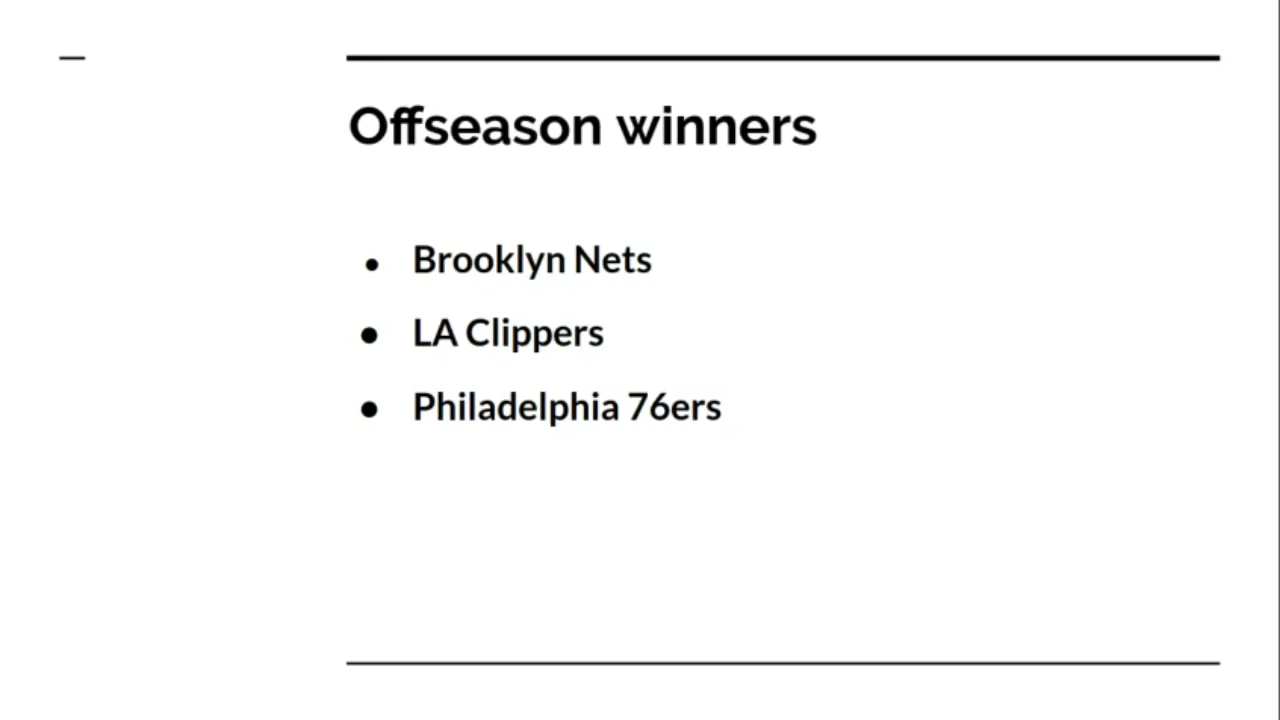 Offseason winners
● Brooklyn Nets
● LA Clippers
● Philadelphia 76ers